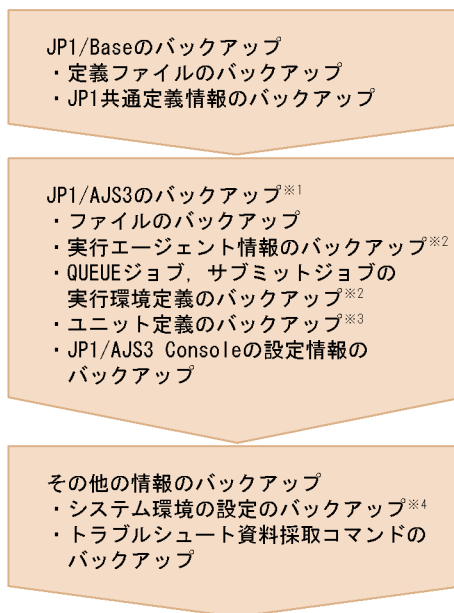 JP1/Baseのバックアップ
・定義ファイルのバックアップ
・JP1共通定義情報のバックアップ
JP1/AJS3のバックアップ※1
・ファイルのバックアップ
・実行エージェント情報のバックアップ※2
・QUEUEジョブ，サブミットジョブの
実行環境定義のバックアップ※2
・ユニット定義のバックアップ※3
・JP1/AJS3 Consoleの設定情報の
バックアップ
その他の情報のバックアップ
・システム環境の設定のバックアップ※4
・トラブルシュート資料採取コマンドの
バックアップ